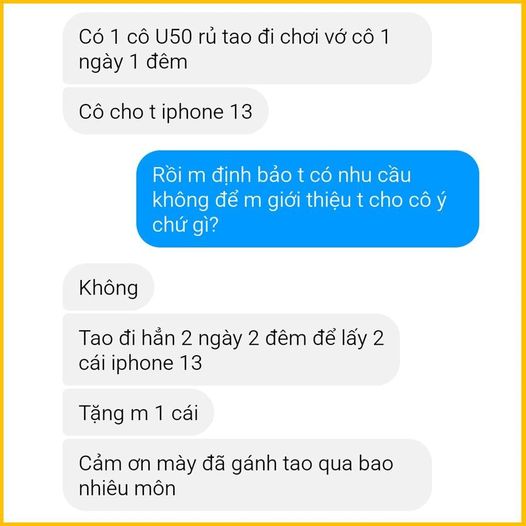 Có 1 cô U50 rủ tao đi chơi vớ cô 1
ngày 1 đêm
Cô cho t iphone 13
Rồi m định bảo t có nhu cầu
không để m giới thiệu t cho cô ý
chứ gì?
Không
Tao đi hẳn 2 ngày 2 đêm để lấy 2
cái iphone 13
Tặng m 1 cái
Cảm ơn mày đã gánh tao qua bao
nhiêu môn